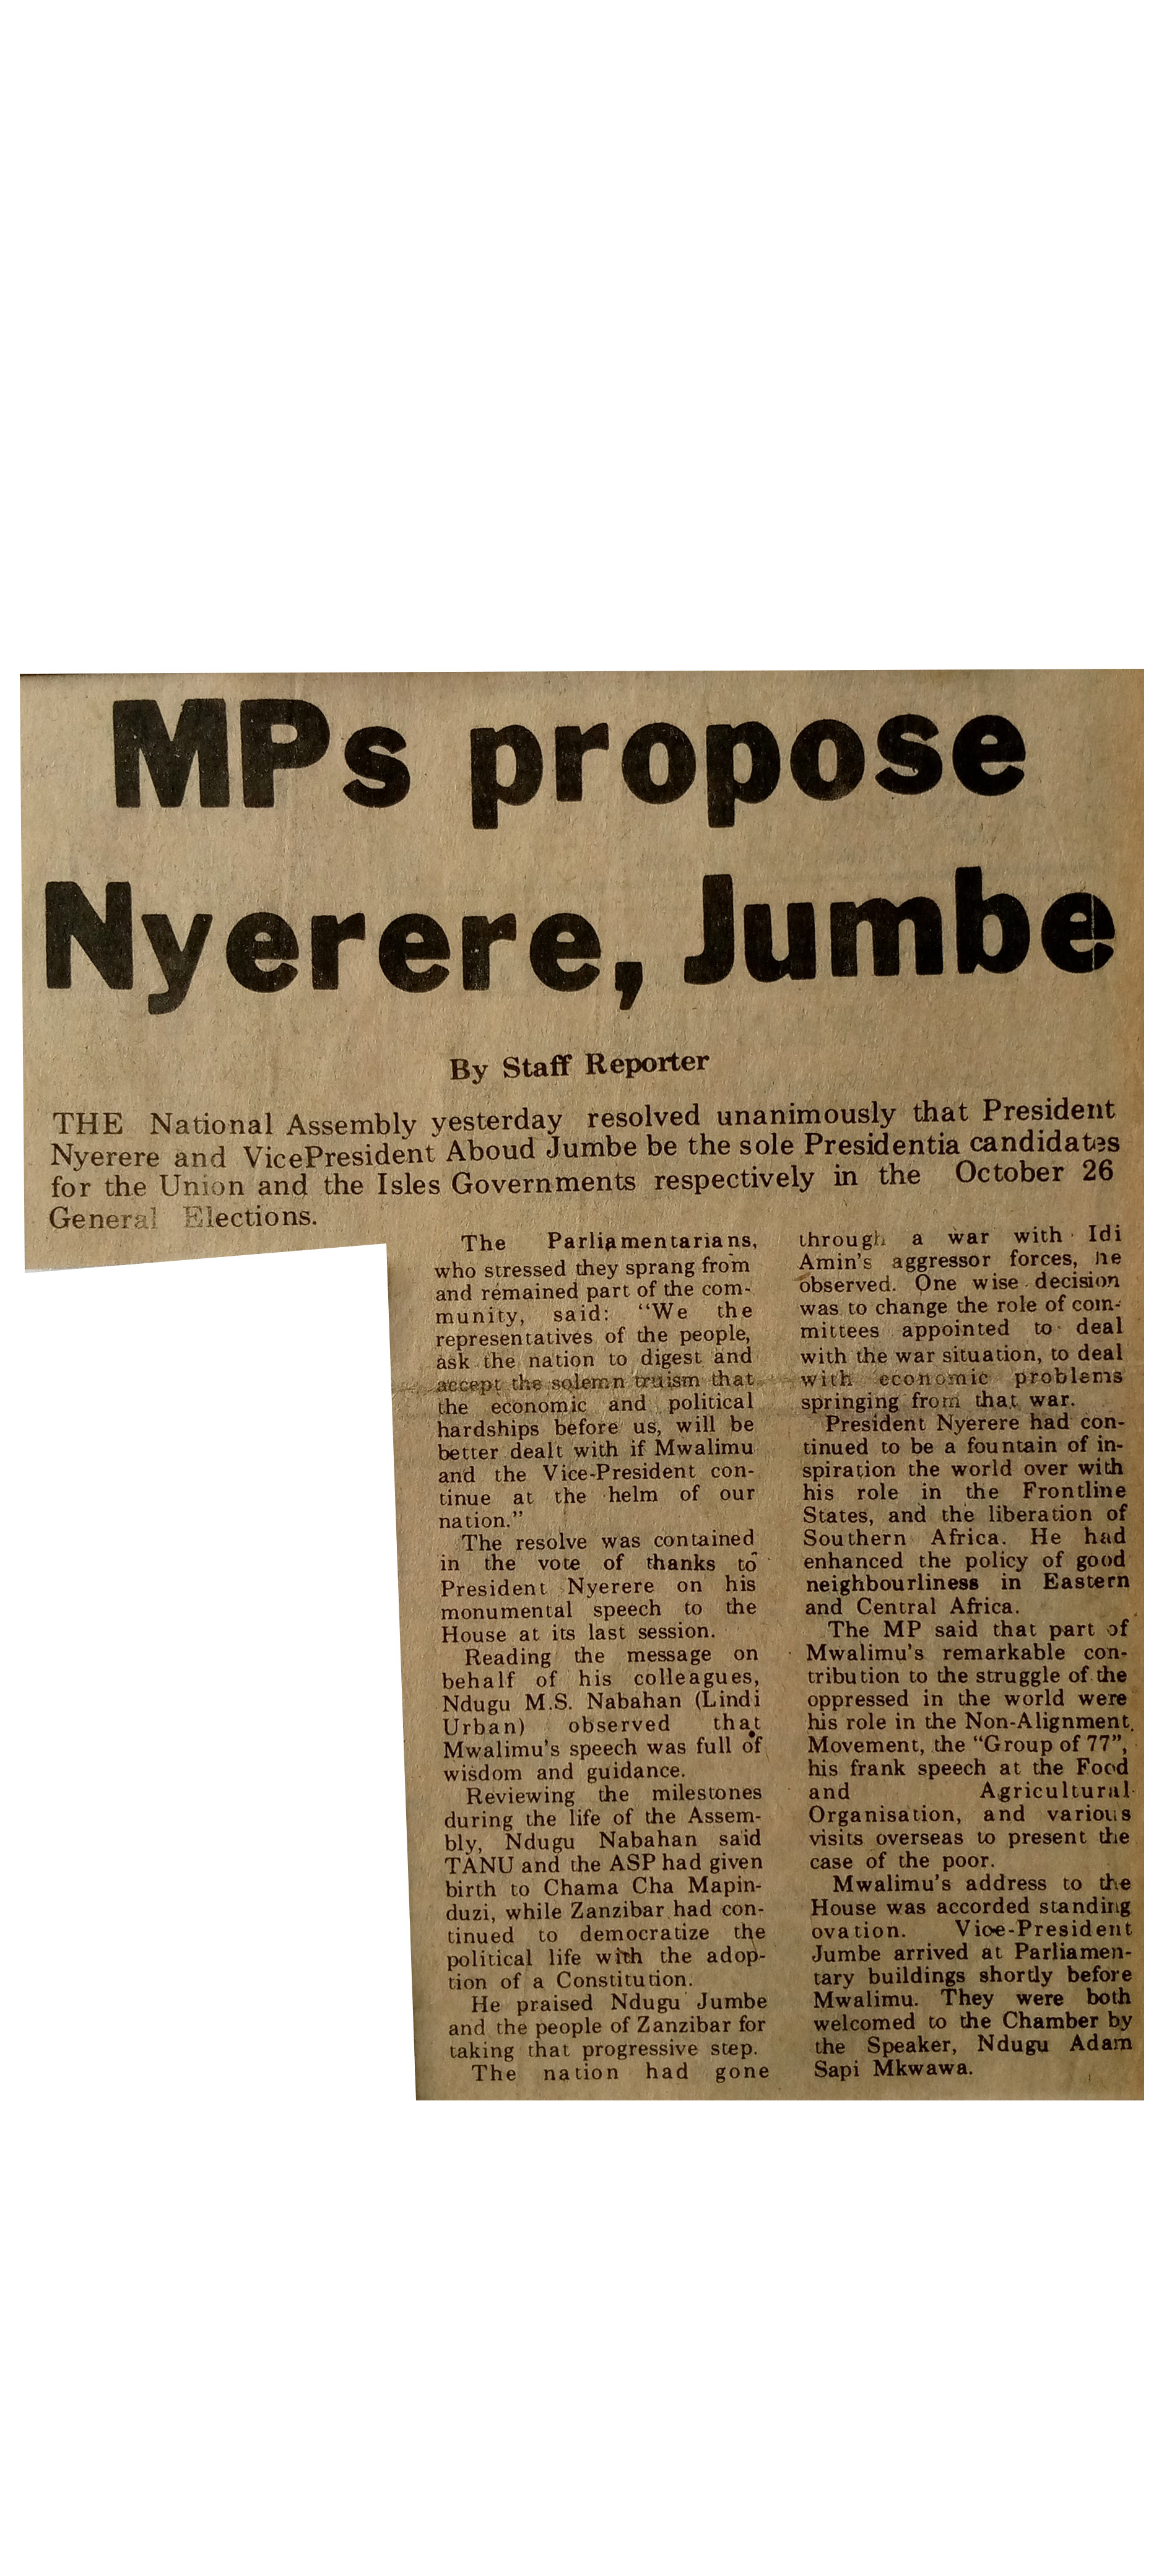 MPs propose
Nyerere, Jumbe
By Staff Reporter
THE National Assembly yesterday resolved unanimously that President
Nyerere and VicePresident Aboud Jumbe be the sole Presidentia candidates
for the Union and the Isles Governments respectively in the October 26
General Elections.
The Parliamentarians,
who stressed they sprang from
and remained part of the com-
munity, said: "We the
representatives of the people,
ask the nation to digest and
accept the solemn truism that
the economic and political
hardships before us, will be
better dealt with if Mwalimu
and the Vice-President con-
tinue at the helm of our
nation."
The resolve was contained
in the vote of thanks to
President Nyerere on his
monumental speech to the
House at its last session.
Reading the message on
behalf of his colleagues,
Ndugu M.S. Nabahan (Lindi
Urban) observed that
Mwalimu's speech was full of
wisdom and guidance.
Reviewing the milestones
during the life of the Assem-
bly, Ndugu Nabahan said
TANU and the ASP had given
birth to Chama Cha Mapin-
duzi, while Zanzibar had con-
tinued to democratize the
political life with the adop-
tion of a Constitution.
He praised Ndugu Jumbe
and the people of Zanzibar for
taking that progressive step.
The nation had gone
through a war with Idi
Amin's aggressor forces, he
observed. One wise decision
was to change the role of com-
mittees appointed to deal
with the war situation, to deal
with economic problems
springing from that war.
President Nyerere had con-
tinued to be a fountain of in-
spiration the world over with
his role in the Frontline
States, and the liberation of
Southern Africa. He had
enhanced the policy of good
neighbourliness in Eastern
and Central Africa.
The MP said that part of
Mwalimu's remarkable con-
tribution to the struggle of the
oppressed in the world were
his role in the Non-Alignment
Movement, the "Group of 77",
his frank speech at the Food
and Agricultural
Organisation, and various
visits overseas to present the
case of the poor.
Mwalimu's address to the
House was accorded standing
ovation. Vice-President
Jumbe arrived at Parliamen-
tary buildings shortly before
Mwalimu. They were both
welcomed to the Chamber by
the Speaker, Ndugu Adam
Sapi Mkwawa.